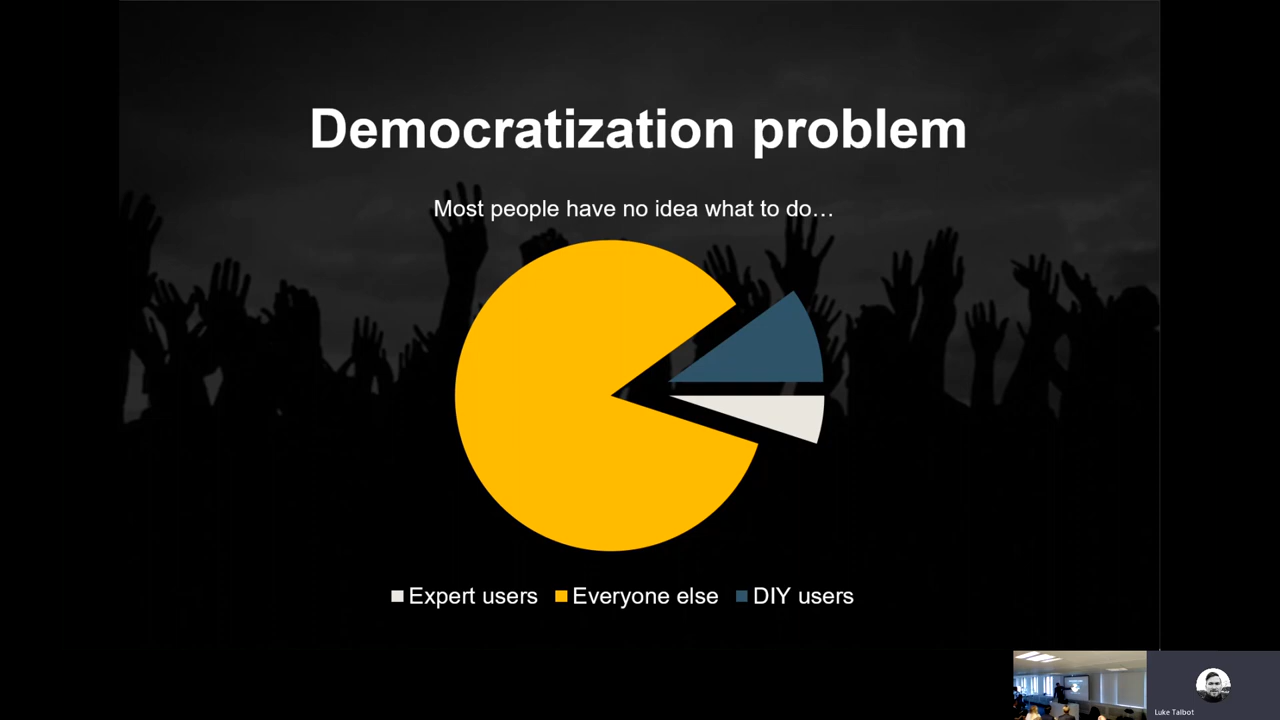 Democratization problem
Most people have no idea what to do…
Expert users Everyone else DIY users
Luke Talbot